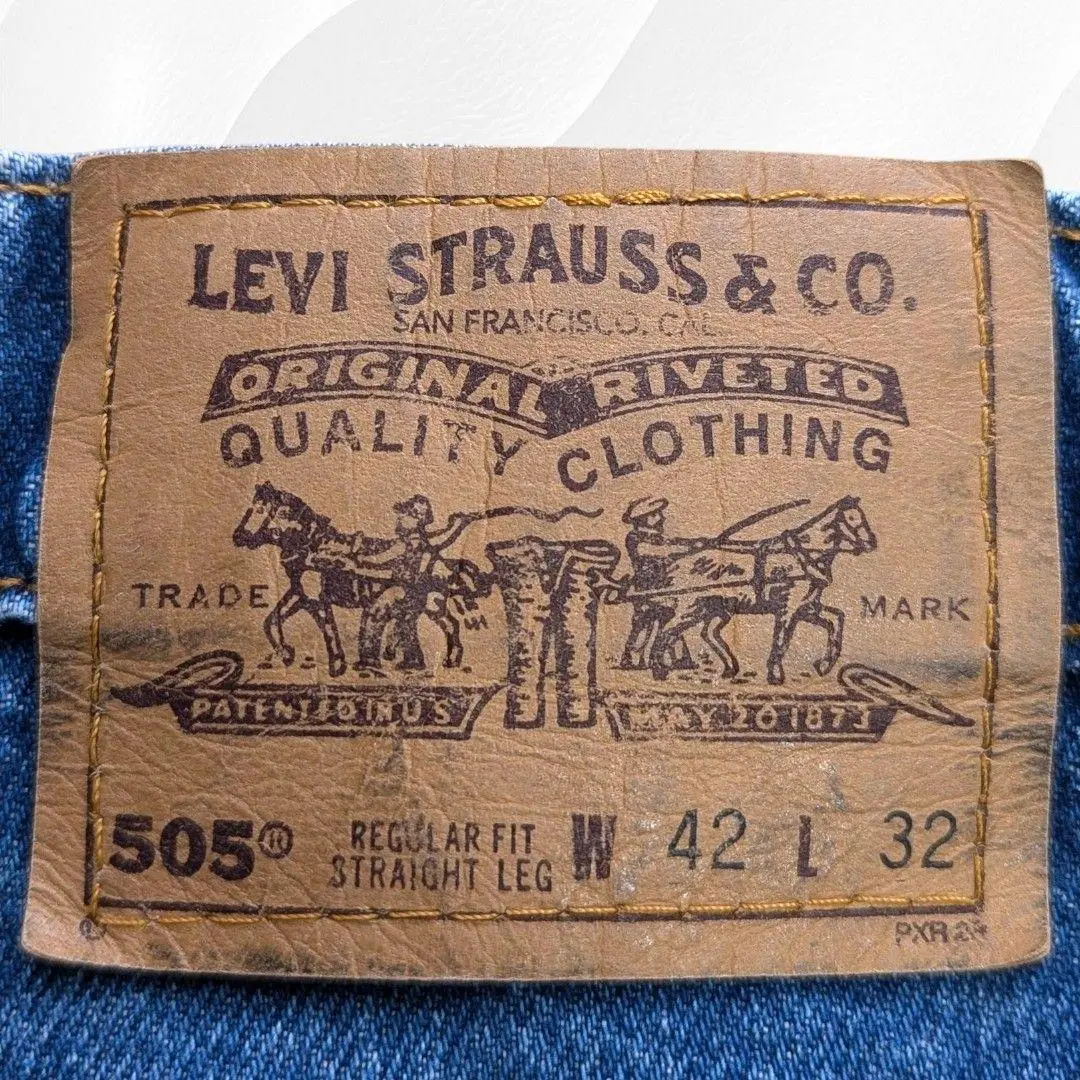 LEVI STRAUSS & CO.
SAN FRANCISCO, CAL.
ORIGINAL RIVETED
QUALITY CLOTHING
TRADE MARK
PATENTED IN U S MAY 20 1873
505® REGULAR FIT STRAIGHT LEG W 42 L 32
® PXR